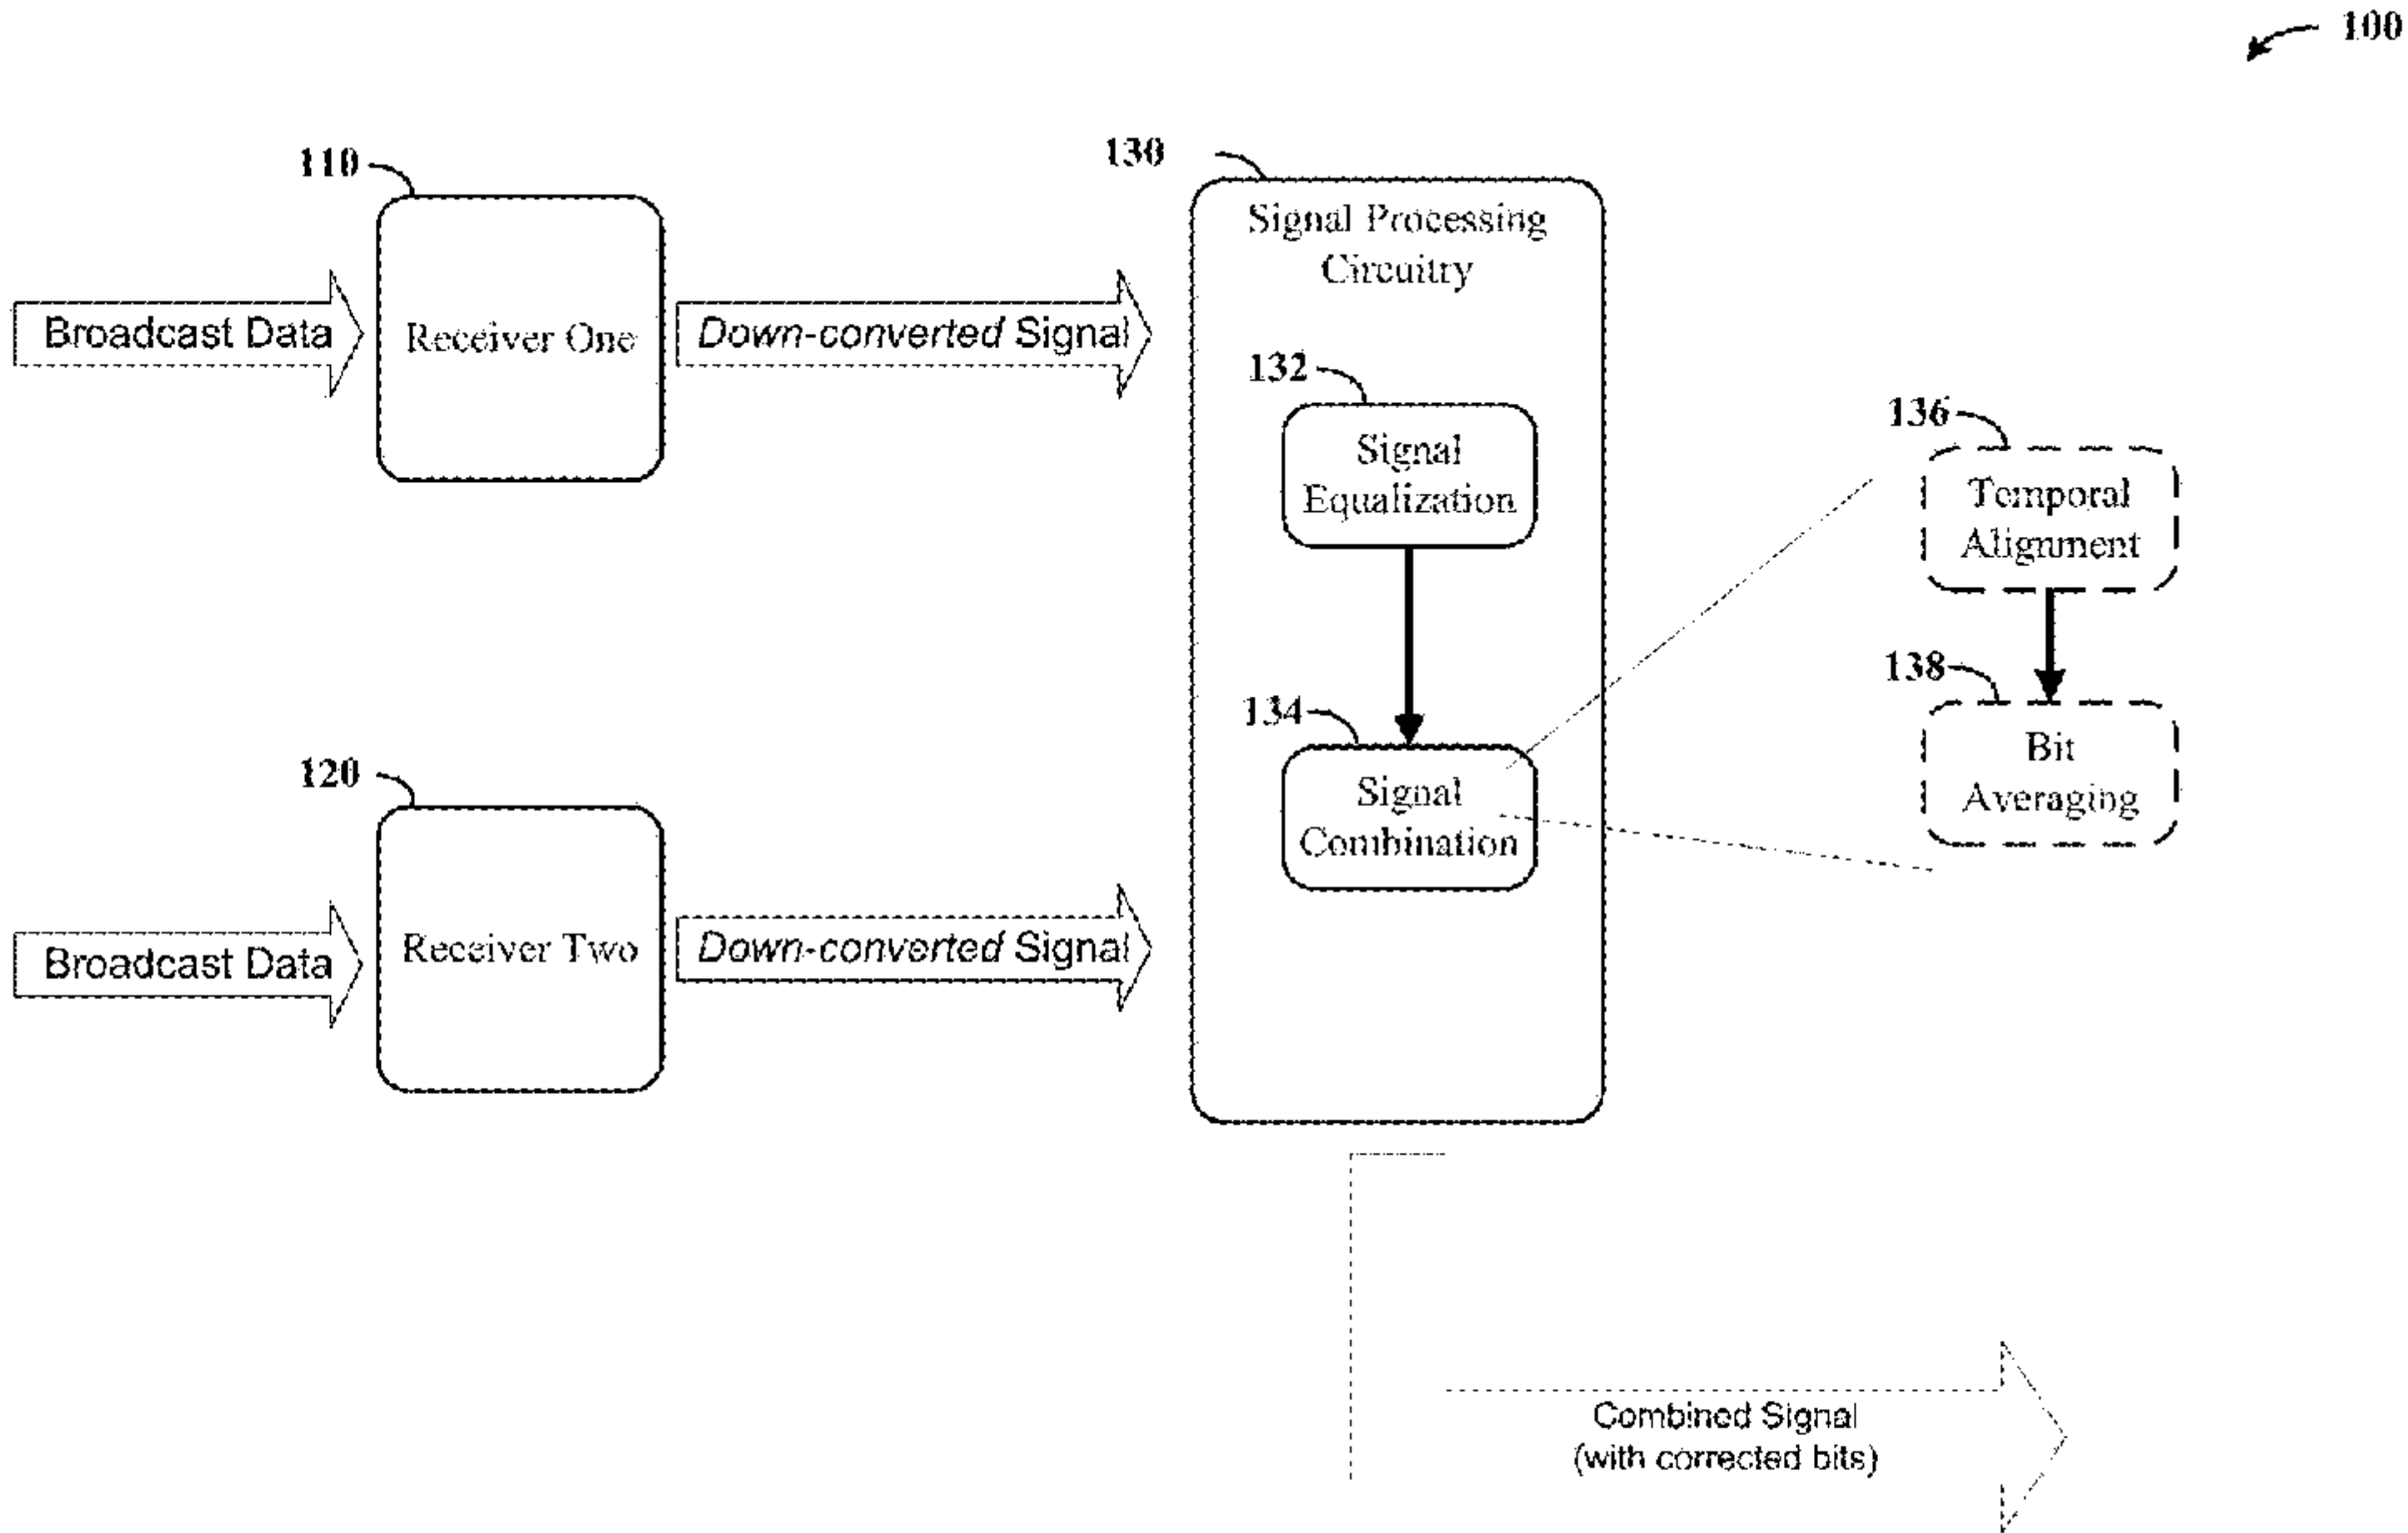 100
110
130
Signal Processing
Circuitry
Broadcast Data
Receiver One
Down-converted Signal
132
Signal
Equalization
136
Temporal
Alignment
138
Bit
Averaging
134
Signal
Combination
120
Broadcast Data
Receiver Two
Down-converted Signal
Combined Signal
(with corrected bits)